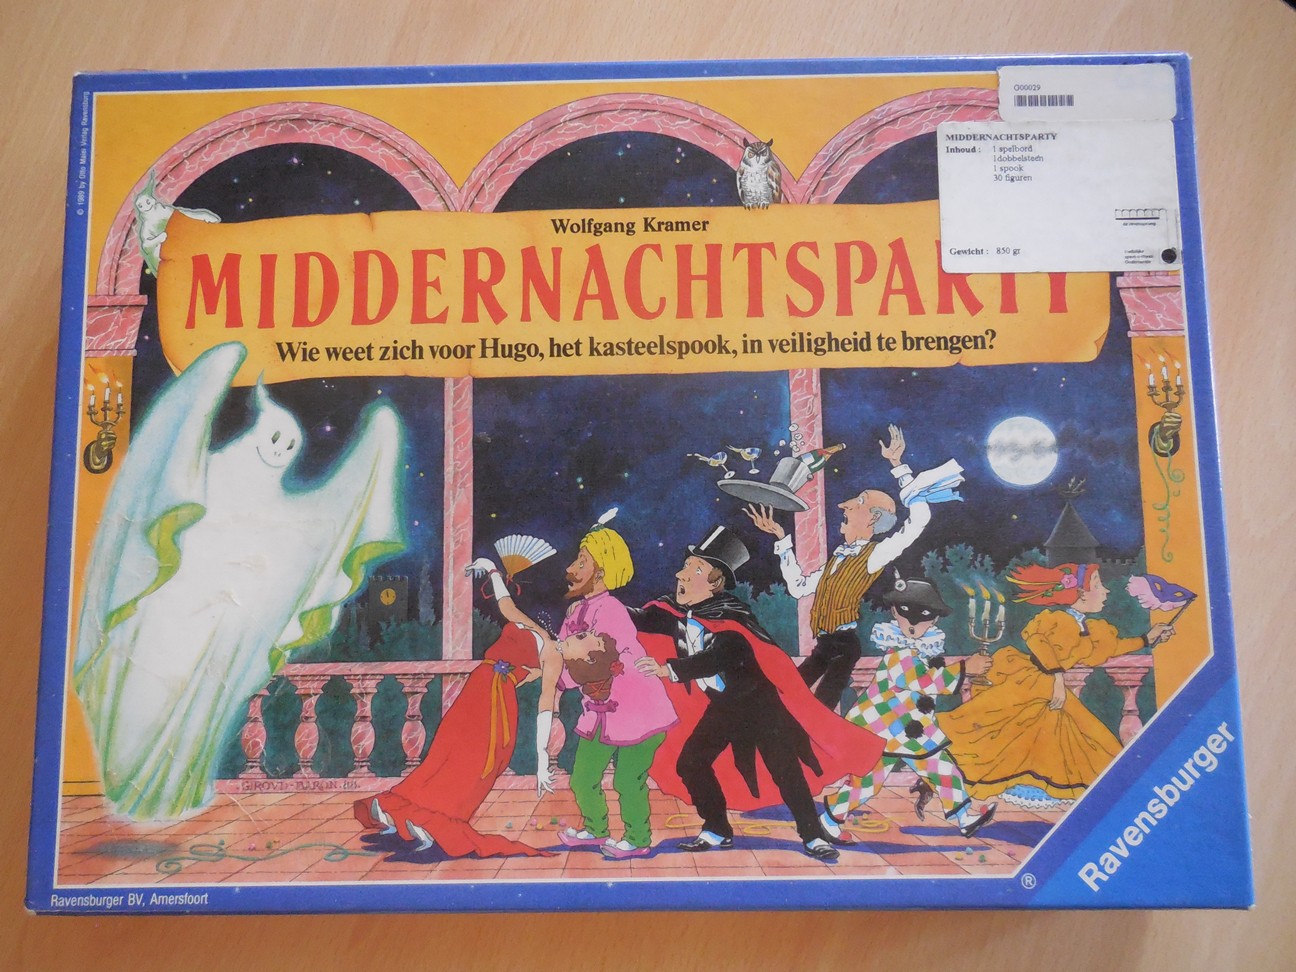 O00029
MIDDERNACHTSPARTY
Inhoud : 1 spelbord
1dobbelsteen
1 spook
30 figuren
Gewicht : 850 gr
Wolfgang Kramer
MIDDERNACHTSPARTY
Wie weet zich voor Hugo, het kasteelspook, in veiligheid te brengen?
© 1989 by Otto Maier Verlag Ravensburg
GIROUD-BARON 88
Ravensburger
®
Ravensburger BV, Amersfoort